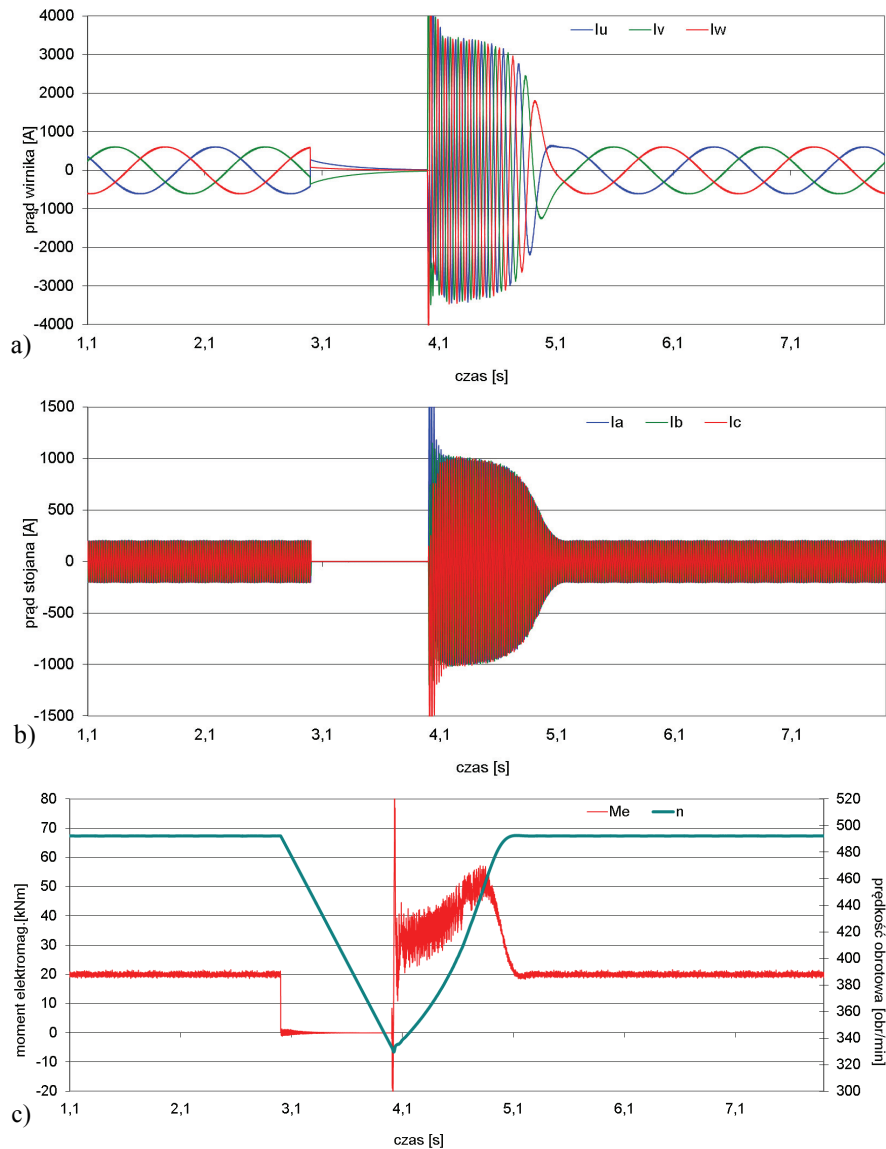 4000
3000
2000
1000
0
-1000
-2000
-3000
-4000
prąd wirnika [A]
Iu Iv Iw
1,1 2,1 3,1 4,1 5,1 6,1 7,1
a)
czas [s]
1500
1000
500
0
-500
-1000
-1500
prąd stojana [A]
Ia Ib Ic
1,1 2,1 3,1 4,1 5,1 6,1 7,1
b)
czas [s]
80
70
60
50
40
30
20
10
0
-10
-20
moment elektromag.[kNm]
Me n
520
500
480
460
440
420
400
380
360
340
320
300
prędkość obrotowa [obr/min]
1,1 2,1 3,1 4,1 5,1 6,1 7,1
c)
czas [s]